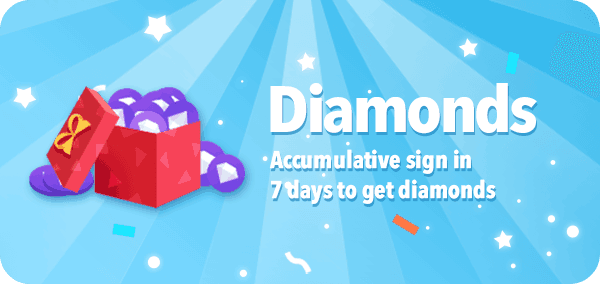 Diamonds
Accumulative sign in
7 days to get diamonds